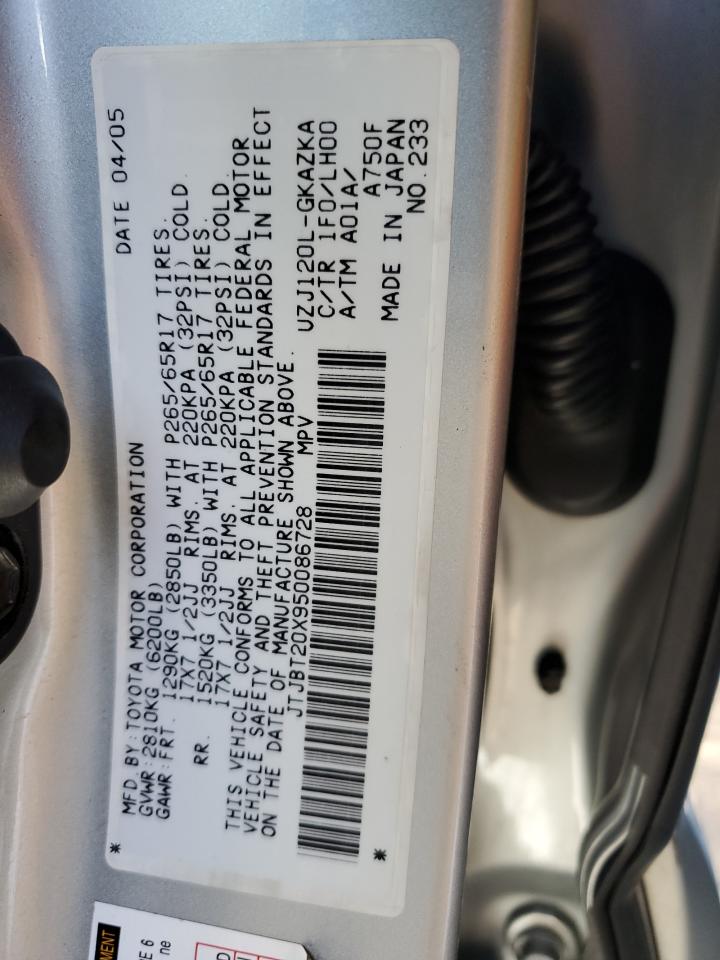 DATE 04/05
MFD. BY: TOYOTA MOTOR CORPORATION
GVWR: 2810KG (6200LB)
GAWR: FRT. 1290KG (2850LB) WITH P265/65R17 TIRES,
17X7 1/2JJ RIMS, AT 220KPA (32PSI) COLD.
RR. 1520KG (3350LB) WITH P265/65R17 TIRES,
17X7 1/2JJ RIMS, AT 220KPA (32PSI) COLD.
THIS VEHICLE CONFORMS TO ALL APPLICABLE FEDERAL MOTOR
VEHICLE SAFETY AND THEFT PREVENTION STANDARDS IN EFFECT
ON THE DATE OF MANUFACTURE SHOWN ABOVE.
JTJBT20X950086728 MPV
UZJ120L-GKAZKA
C/TR 1F0/LH00
A/TM A01A/
A750F
MADE IN JAPAN
NO.233
* *
MENT
E 6
ne